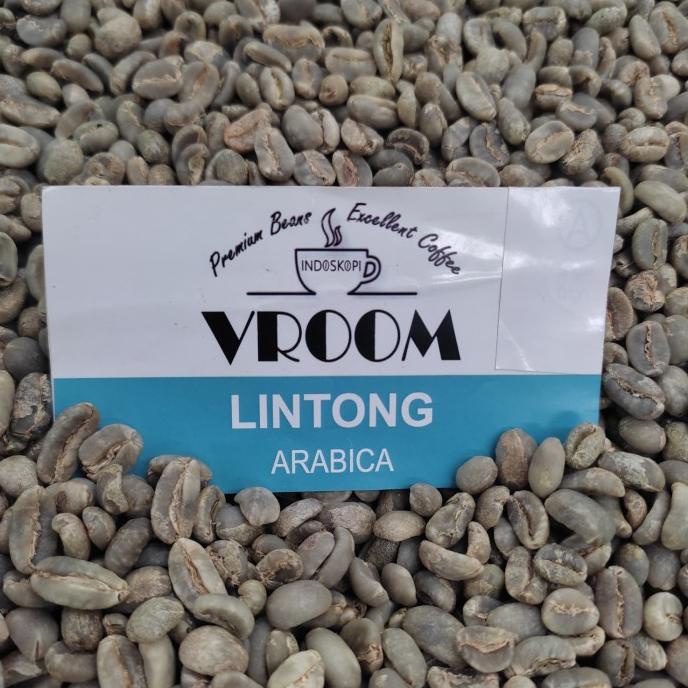 Premium Beans Excellent Coffee
INDOSKOPI
VROOM
LINTONG
ARABICA